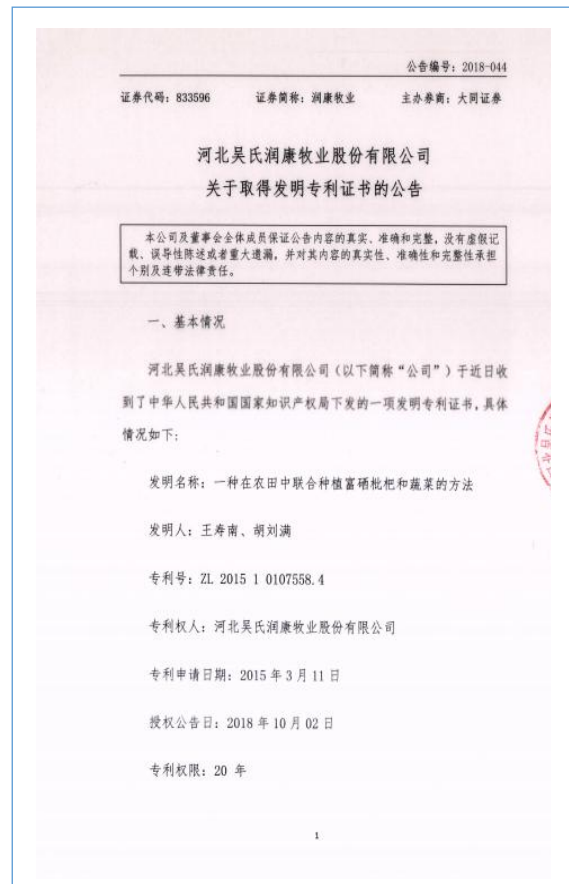 公告编号：2018-044
证券代码：833596 证券简称：润康牧业 主办券商：大同证券
河北吴氏润康牧业股份有限公司
关于取得发明专利证书的公告
本公司及董事会全体成员保证公告内容的真实、准确和完整，没有虚假记
载、误导性陈述或者重大遗漏，并对其内容的真实性、准确性和完整性承担
个别及连带法律责任。
一、基本情况
河北吴氏润康牧业股份有限公司（以下简称“公司”）于近日收
到了中华人民共和国国家知识产权局下发的一项发明专利证书，具体
情况如下：
发明名称：一种在农田中联合种植富硒枇杷和蔬菜的方法
发明人：王寿南、胡刘满
专利号：ZL 2015 1 0107558.4
专利权人：河北吴氏润康牧业股份有限公司
专利申请日期：2015 年 3 月 11 日
授权公告日：2018 年 10 月 02 日
专利权限：20 年
1